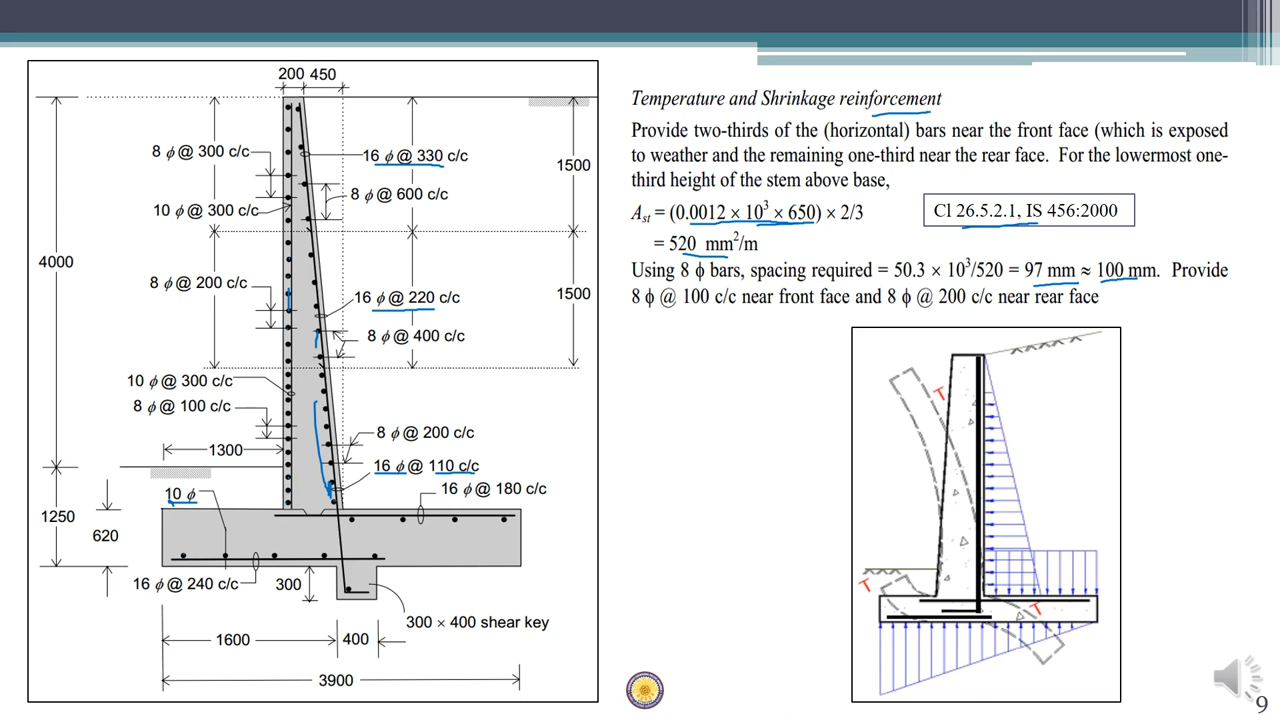 200 450
8 ϕ @ 300 c/c
16 ϕ @ 330 c/c
1500
8 ϕ @ 600 c/c
10 ϕ @ 300 c/c
4000
8 ϕ @ 200 c/c
16 ϕ @ 220 c/c
1500
8 ϕ @ 400 c/c
10 ϕ @ 300 c/c
8 ϕ @ 100 c/c
8 ϕ @ 200 c/c
1300
16 ϕ @ 110 c/c
10 ϕ
16 ϕ @ 180 c/c
1250
620
16 ϕ @ 240 c/c
300
300 × 400 shear key
1600
400
3900
Temperature and Shrinkage reinforcement
Provide two-thirds of the (horizontal) bars near the front face (which is exposed
to weather and the remaining one-third near the rear face. For the lowermost one-
third height of the stem above base,
Aₛₜ = (0.0012 × 10³ × 650) × 2/3
Cl 26.5.2.1, IS 456:2000
= 520 mm²/m
Using 8 ϕ bars, spacing required = 50.3 × 10³/520 = 97 mm ≈ 100 mm. Provide
8 ϕ @ 100 c/c near front face and 8 ϕ @ 200 c/c near rear face
T
T
T
9